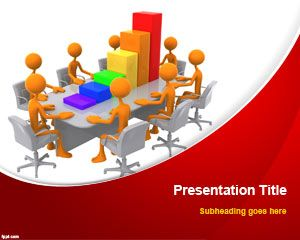 Presentation Title
Subheading goes here
fppt.com